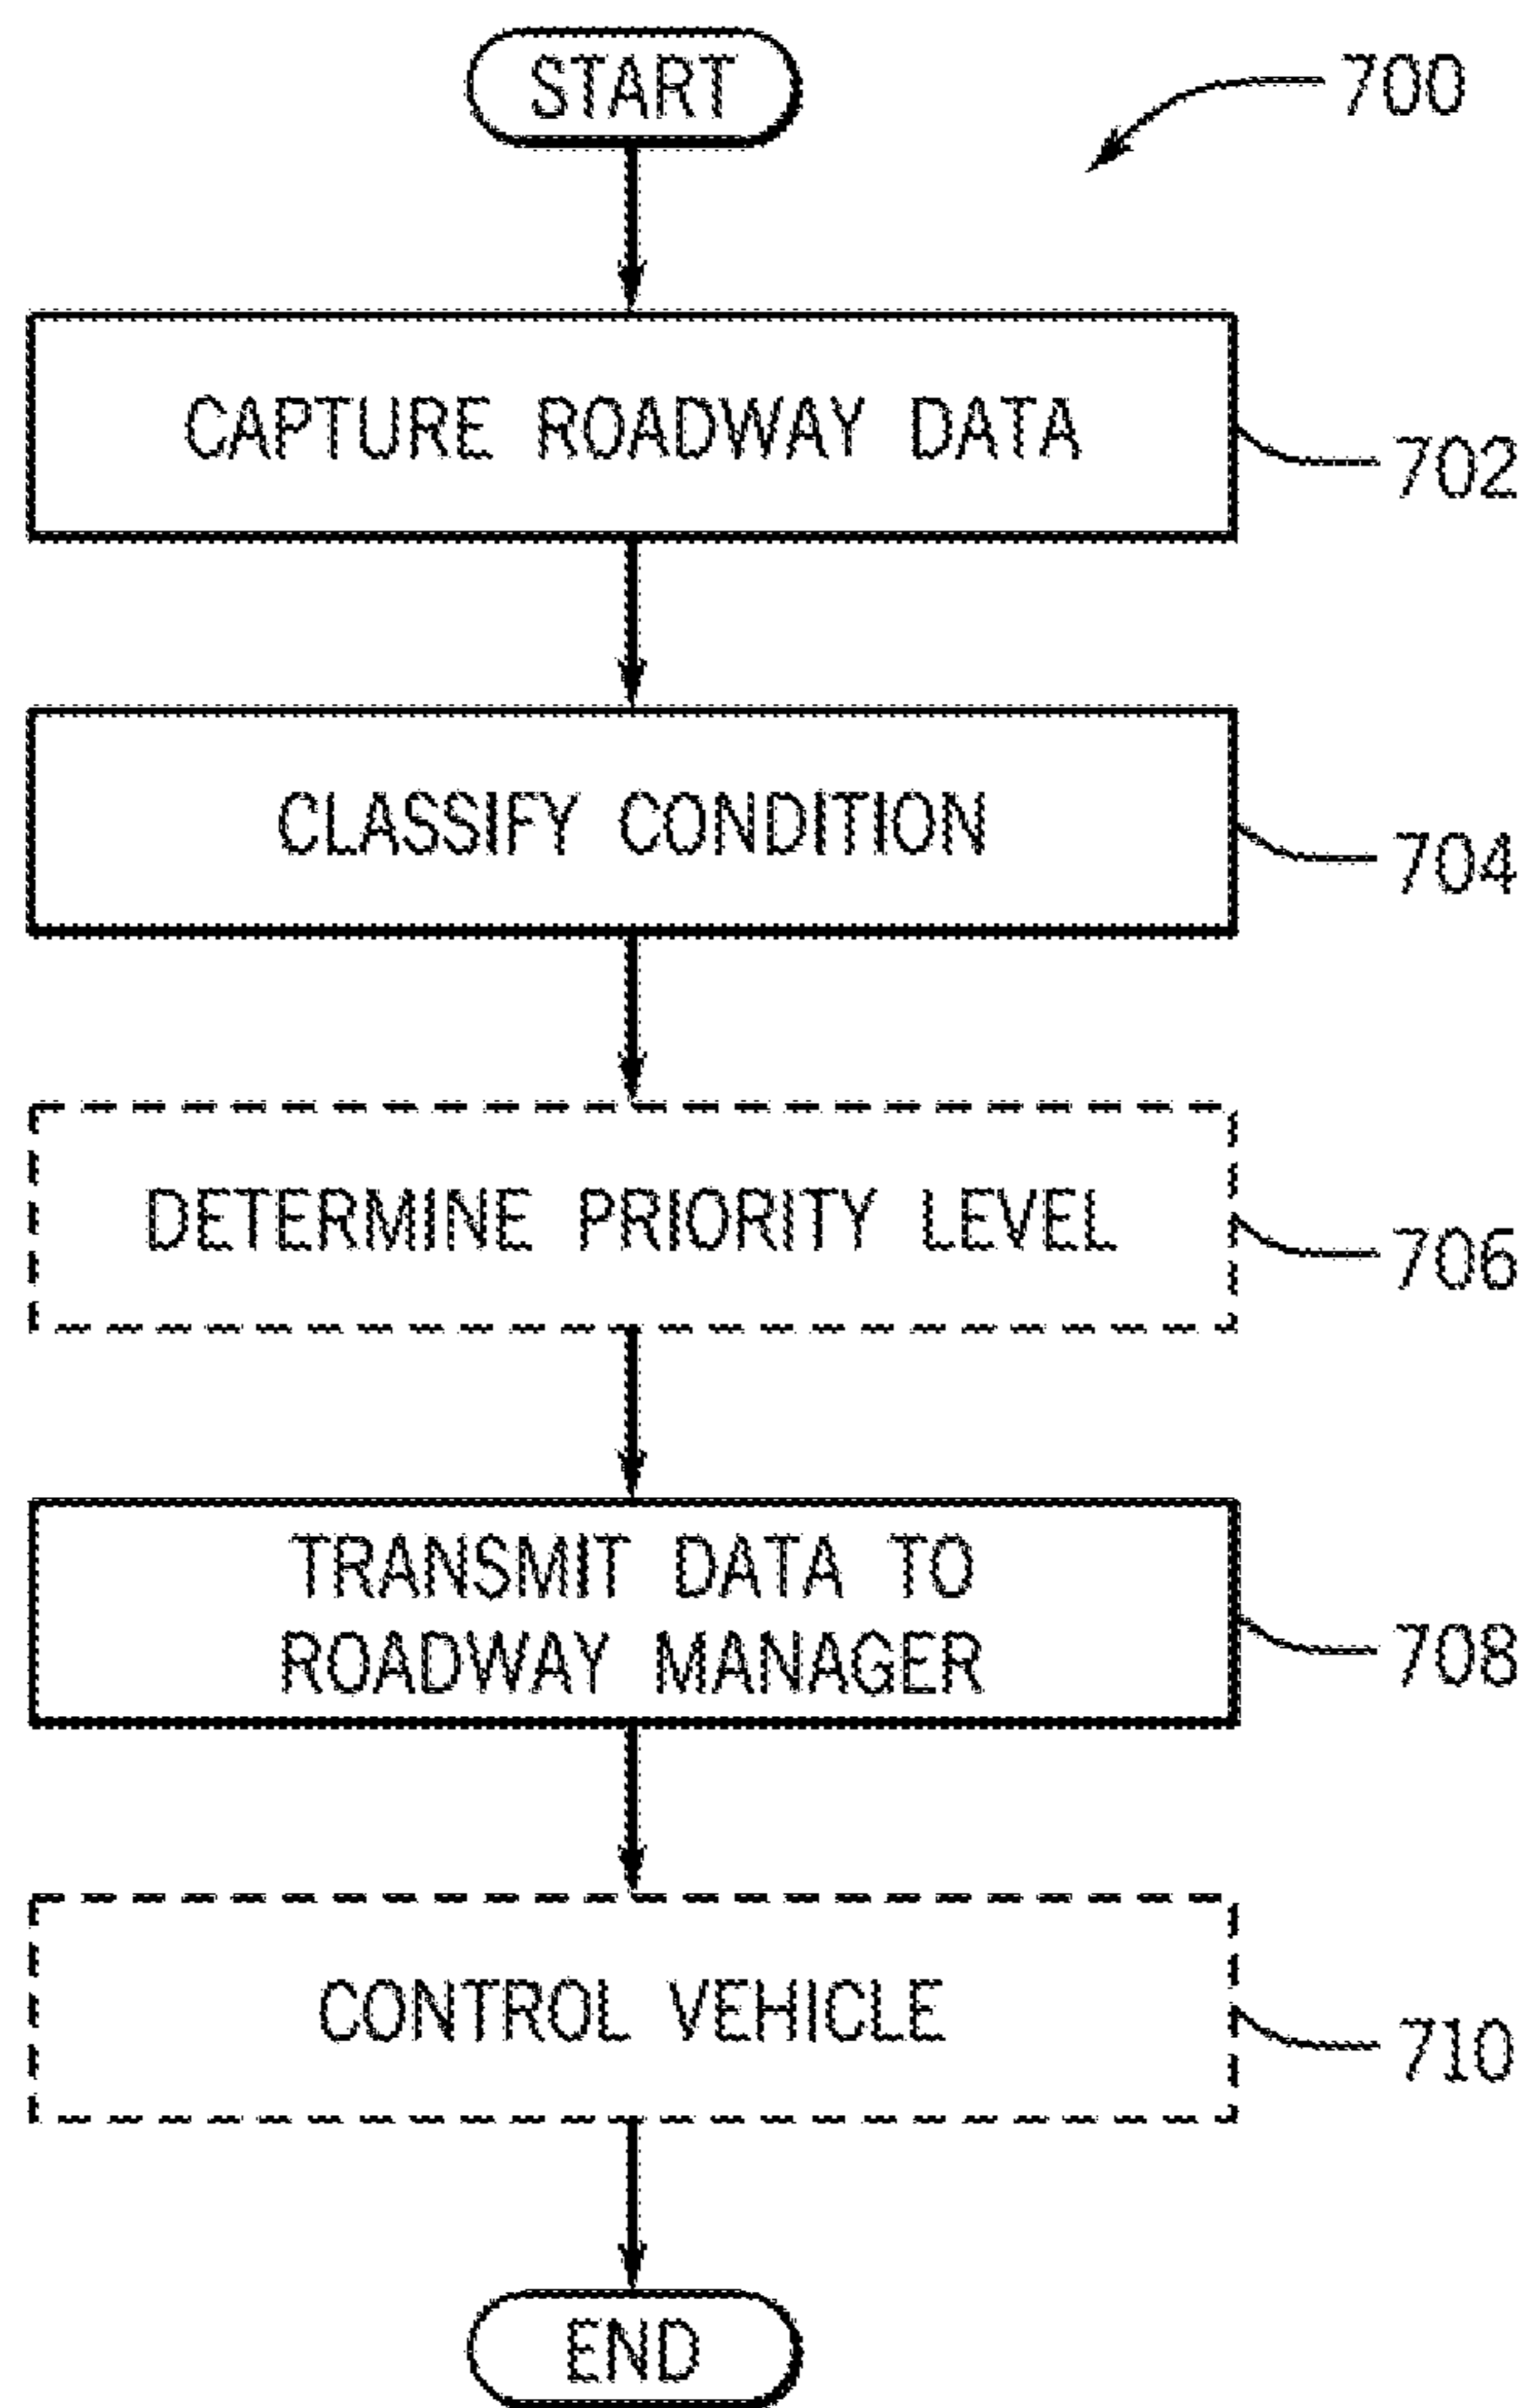 START
700
CAPTURE ROADWAY DATA
702
CLASSIFY CONDITION
704
DETERMINE PRIORITY LEVEL
706
TRANSMIT DATA TO
ROADWAY MANAGER
708
CONTROL VEHICLE
710
END